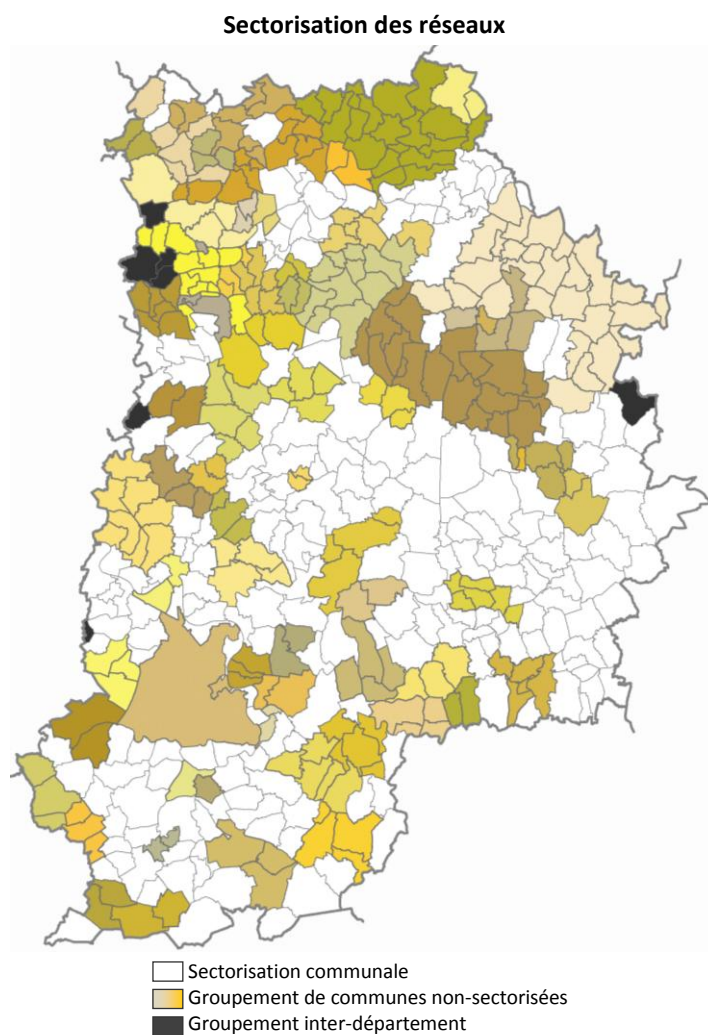 Sectorisation des réseaux
Sectorisation communale
Groupement de communes non-sectorisées
Groupement inter-département